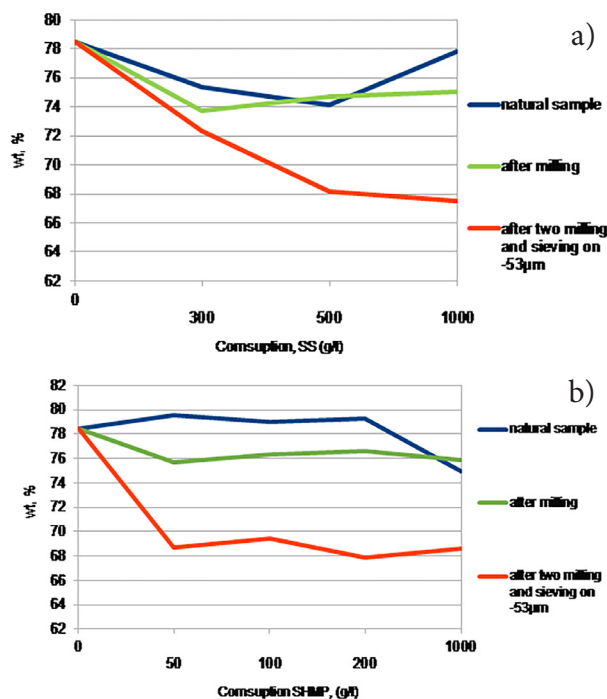 a)
80
78
76
74
72
70
68
66
64
62
wt, %
0
300
500
1000
Comsuption, SS (g/t)
natural sample
after milling
after two milling
and sieving on
-53µm
b)
82
80
78
76
74
72
70
68
66
64
62
wt, %
0
50
100
200
1000
Comsuption SHMP, (g/t)
natural sample
after milling
after two milling
and sieving on
-53µm